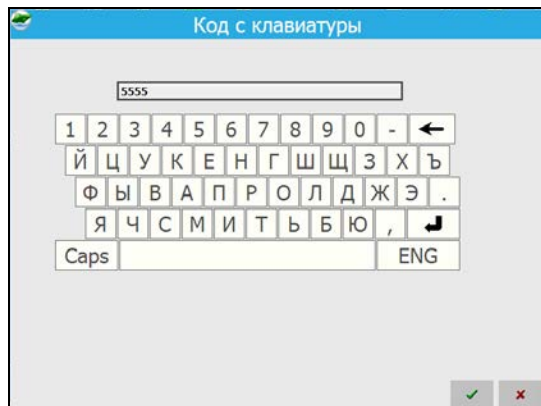 Код с клавиатуры
5555
1 2 3 4 5 6 7 8 9 0 -
Й Ц У К Е Н Г Ш Щ З Х Ъ
Ф Ы В А П Р О Л Д Ж Э .
Я Ч С М И Т Ь Б Ю ,
Caps ENG